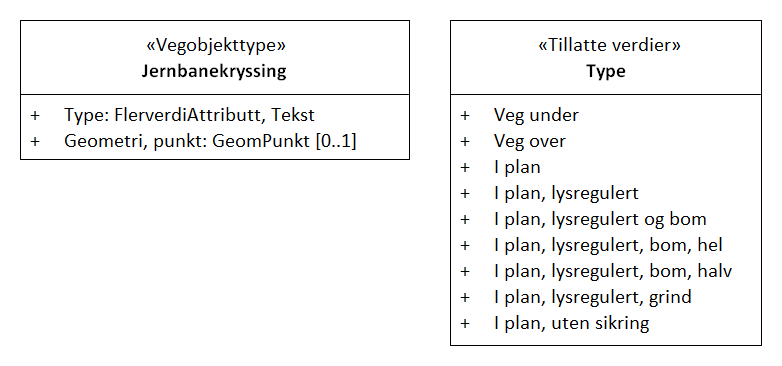 «Vegobjekttype»
Jernbanekryssing
+ Type: FlerverdiAttributt, Tekst
+ Geometri, punkt: GeomPunkt [0..1]
«Tillatte verdier»
Type
+ Veg under
+ Veg over
+ I plan
+ I plan, lysregulert
+ I plan, lysregulert og bom
+ I plan, lysregulert, bom, hel
+ I plan, lysregulert, bom, halv
+ I plan, lysregulert, grind
+ I plan, uten sikring